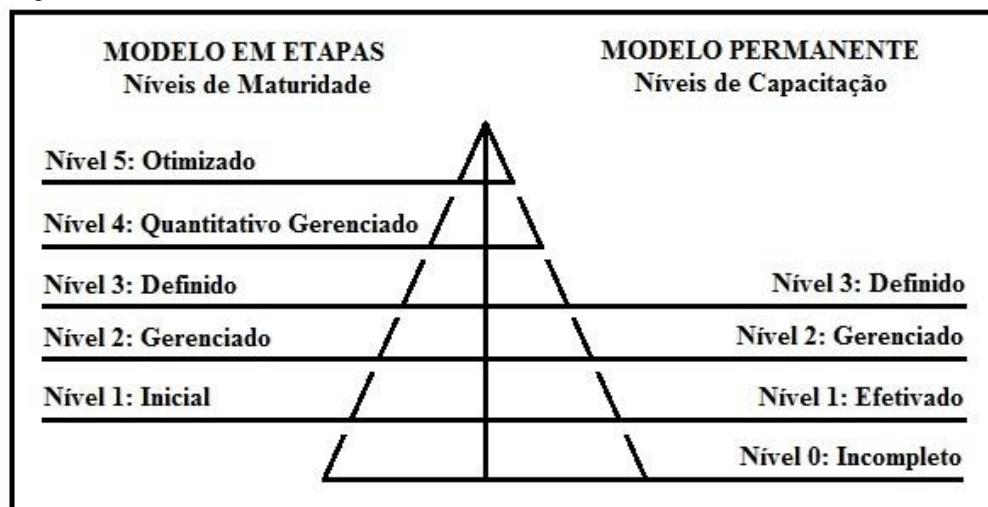 MODELO EM ETAPAS
Níveis de Maturidade
MODELO PERMANENTE
Níveis de Capacitação
Nível 5: Otimizado
Nível 4: Quantitativo Gerenciado
Nível 3: Definido
Nível 3: Definido
Nível 2: Gerenciado
Nível 2: Gerenciado
Nível 1: Inicial
Nível 1: Efetivado
Nível 0: Incompleto